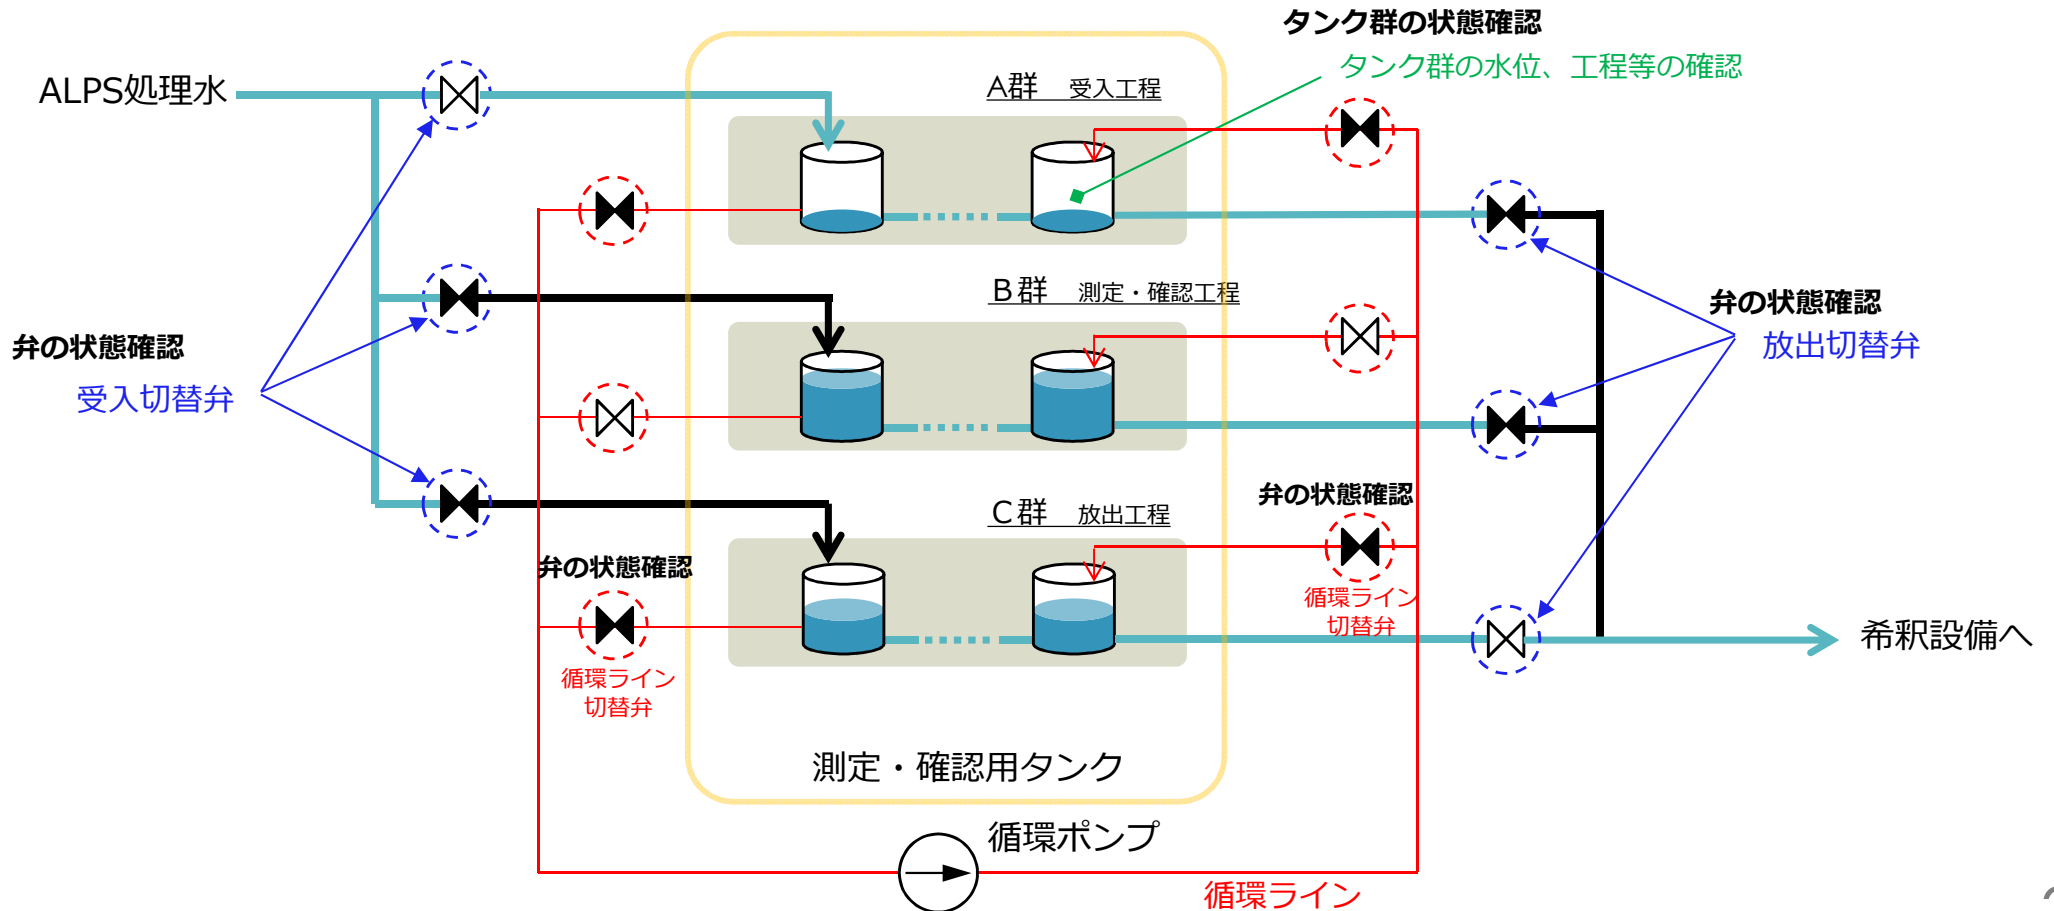 タンク群の状態確認
タンク群の水位、工程等の確認
ALPS処理水
A群 受入工程
B群 測定・確認工程
弁の状態確認
放出切替弁
弁の状態確認
受入切替弁
C群 放出工程
弁の状態確認
循環ライン
切替弁
弁の状態確認
循環ライン
切替弁
希釈設備へ
測定・確認用タンク
循環ポンプ
循環ライン